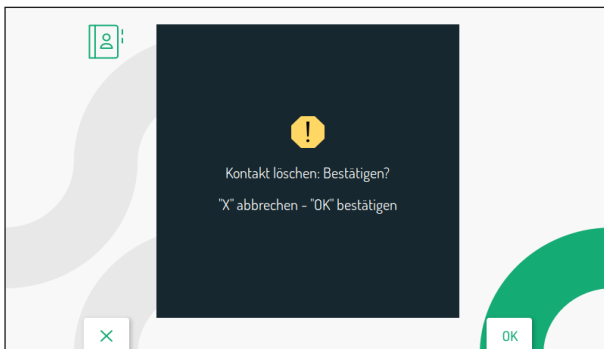 Kontakt löschen: Bestätigen?
"X" abbrechen - "OK" bestätigen
OK